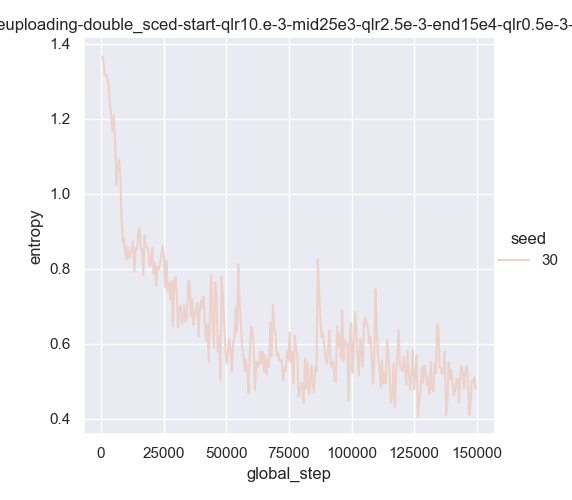 euploading-double_sced-start-qlr10.e-3-mid25e3-qlr2.5e-3-end15e4-qlr0.5e-3-
1.4
1.2
1.0
0.8
0.6
0.4
entropy
0 25000 50000 75000 100000 125000 150000
global_step
seed
30